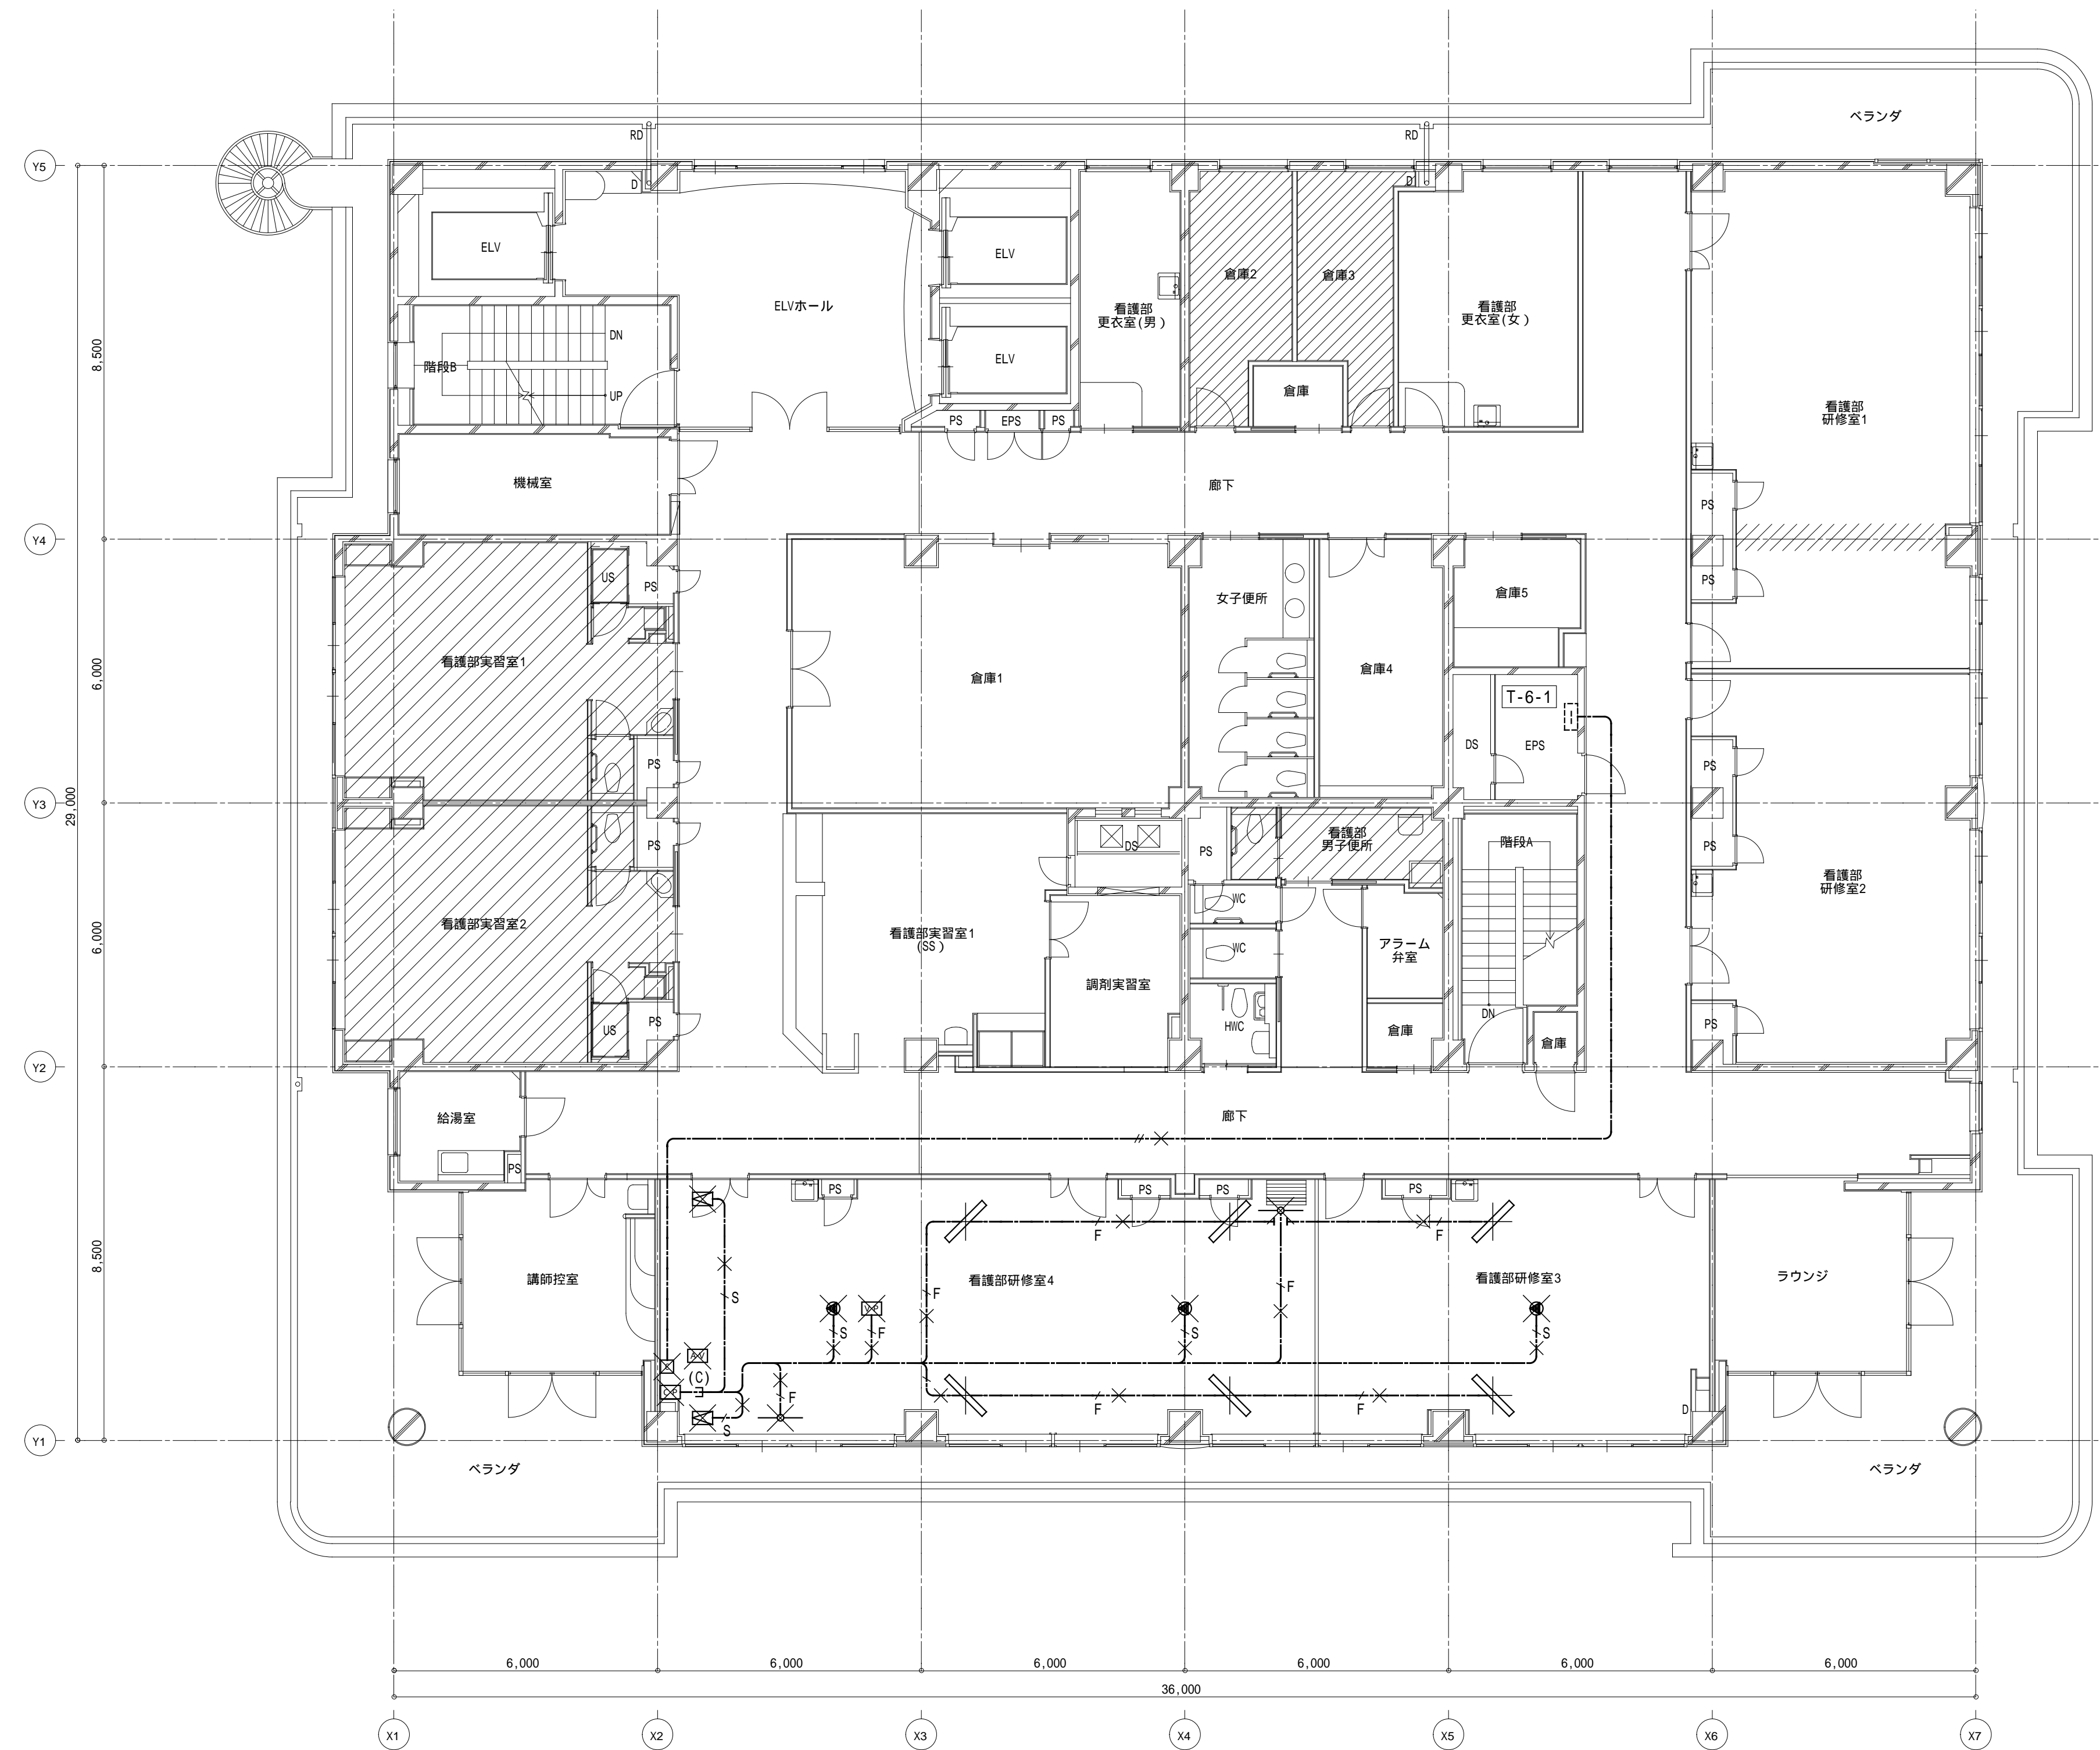 ベランダ
RD
RD
Y5
D
D
ELV
ELV
倉庫2
倉庫3
ELVホール
看護部
更衣室(男)
看護部
更衣室(女)
DN
8,500
ELV
階段B
UP
倉庫
PS
EPS
PS
看護部
研修室1
機械室
廊下
PS
Y4
US
PS
PS
女子便所
倉庫5
看護部実習室1
倉庫1
倉庫4
6,000
T-6-1
DS
EPS
PS
PS
Y3
29,000
PS
DS
PS
看護部
男子便所
階段A
PS
看護部
研修室2
WC
看護部実習室2
看護部実習室1
(SS)
WC
アラーム
弁室
6,000
調剤実習室
US
PS
HWC
倉庫
DN
倉庫
PS
Y2
給湯室
廊下
PS
PS
PS
PS
PS
F
F
8,500
講師控室
看護部研修室4
看護部研修室3
ラウンジ
S
F
F
S
F
S
S
(C)
F
F
F
S
D
Y1
ベランダ
ベランダ
6,000
6,000
6,000
6,000
6,000
6,000
36,000
X1
X2
X3
X4
X5
X6
X7